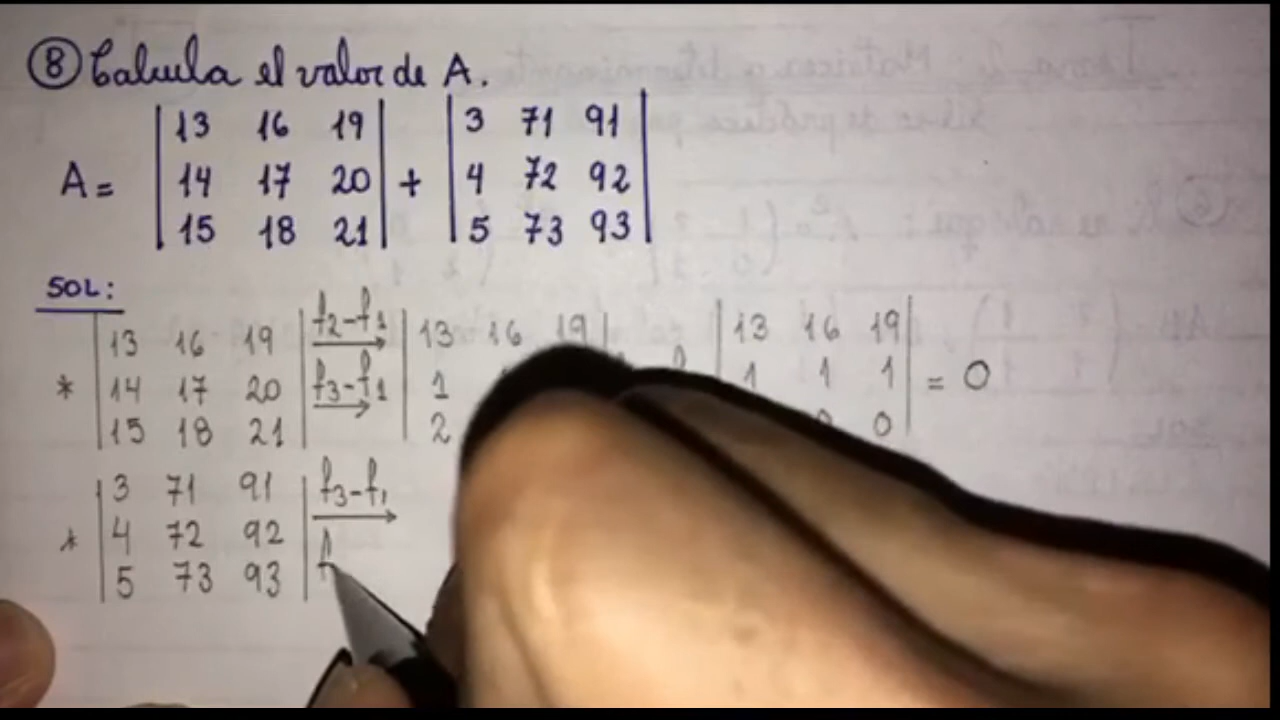 ⑧ Calcula el valor de A.
A = | 13 16 19 | + | 3 71 91 |
| 14 17 20 | | 4 72 92 |
| 15 18 21 | | 5 73 93 |
SOL:
* | 13 16 19 | f2-f1 → | 13 16 19 | | 13 16 19 |
| 14 17 20 | f3-f1 → | 1 | 1 1 1 | = 0
| 15 18 21 | | 2 0 |
* | 3 71 91 | f3-f1 →
| 4 72 92 | f
| 5 73 93 |